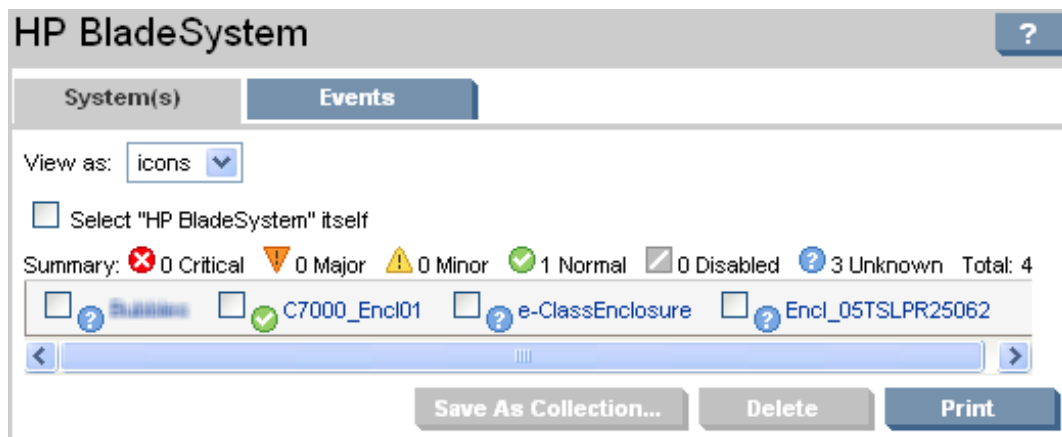 HP BladeSystem ?
System(s) Events
View as: icons
Select "HP BladeSystem" itself
Summary: 0 Critical 0 Major 0 Minor 1 Normal 0 Disabled 3 Unknown Total: 4
C7000_Encl01 e-ClassEnclosure Encl_05TSLPR25062
Save As Collection... Delete Print